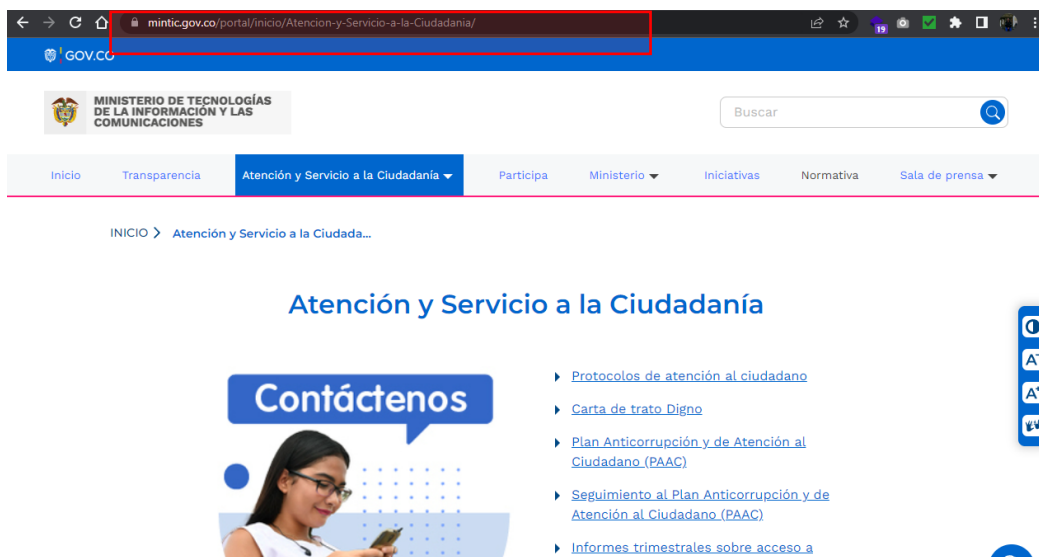 mintic.gov.co/portal/inicio/Atencion-y-Servicio-a-la-Ciudadania/
19
GOV.CO
MINISTERIO DE TECNOLOGÍAS
DE LA INFORMACIÓN Y LAS
COMUNICACIONES
Buscar
Inicio Transparencia Atención y Servicio a la Ciudadanía Participa Ministerio Iniciativas Normativa Sala de prensa
INICIO Atención y Servicio a la Ciudada...
Atención y Servicio a la Ciudadanía
Contáctenos
Protocolos de atención al ciudadano
Carta de trato Digno
Plan Anticorrupción y de Atención al
Ciudadano (PAAC)
Seguimiento al Plan Anticorrupción y de
Atención al Ciudadano (PAAC)
Informes trimestrales sobre acceso a
A-
A+